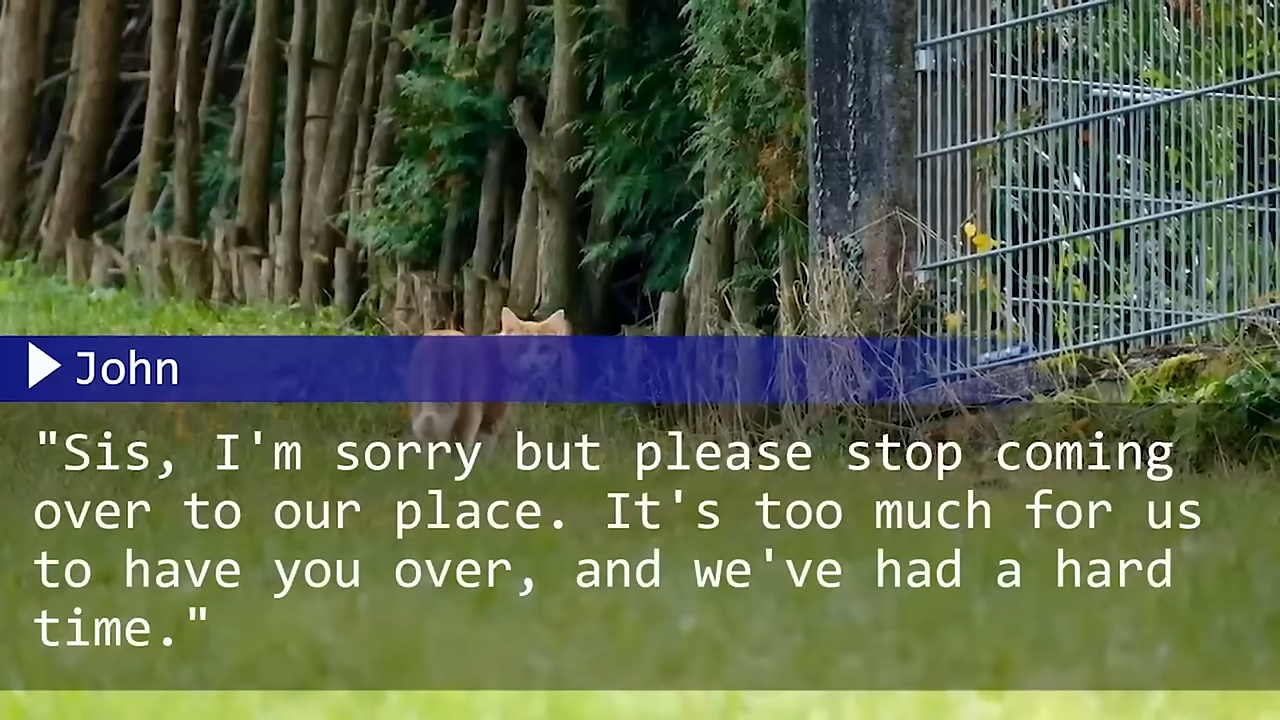 John
"Sis, I'm sorry but please stop coming
over to our place. It's too much for us
to have you over, and we've had a hard
time."